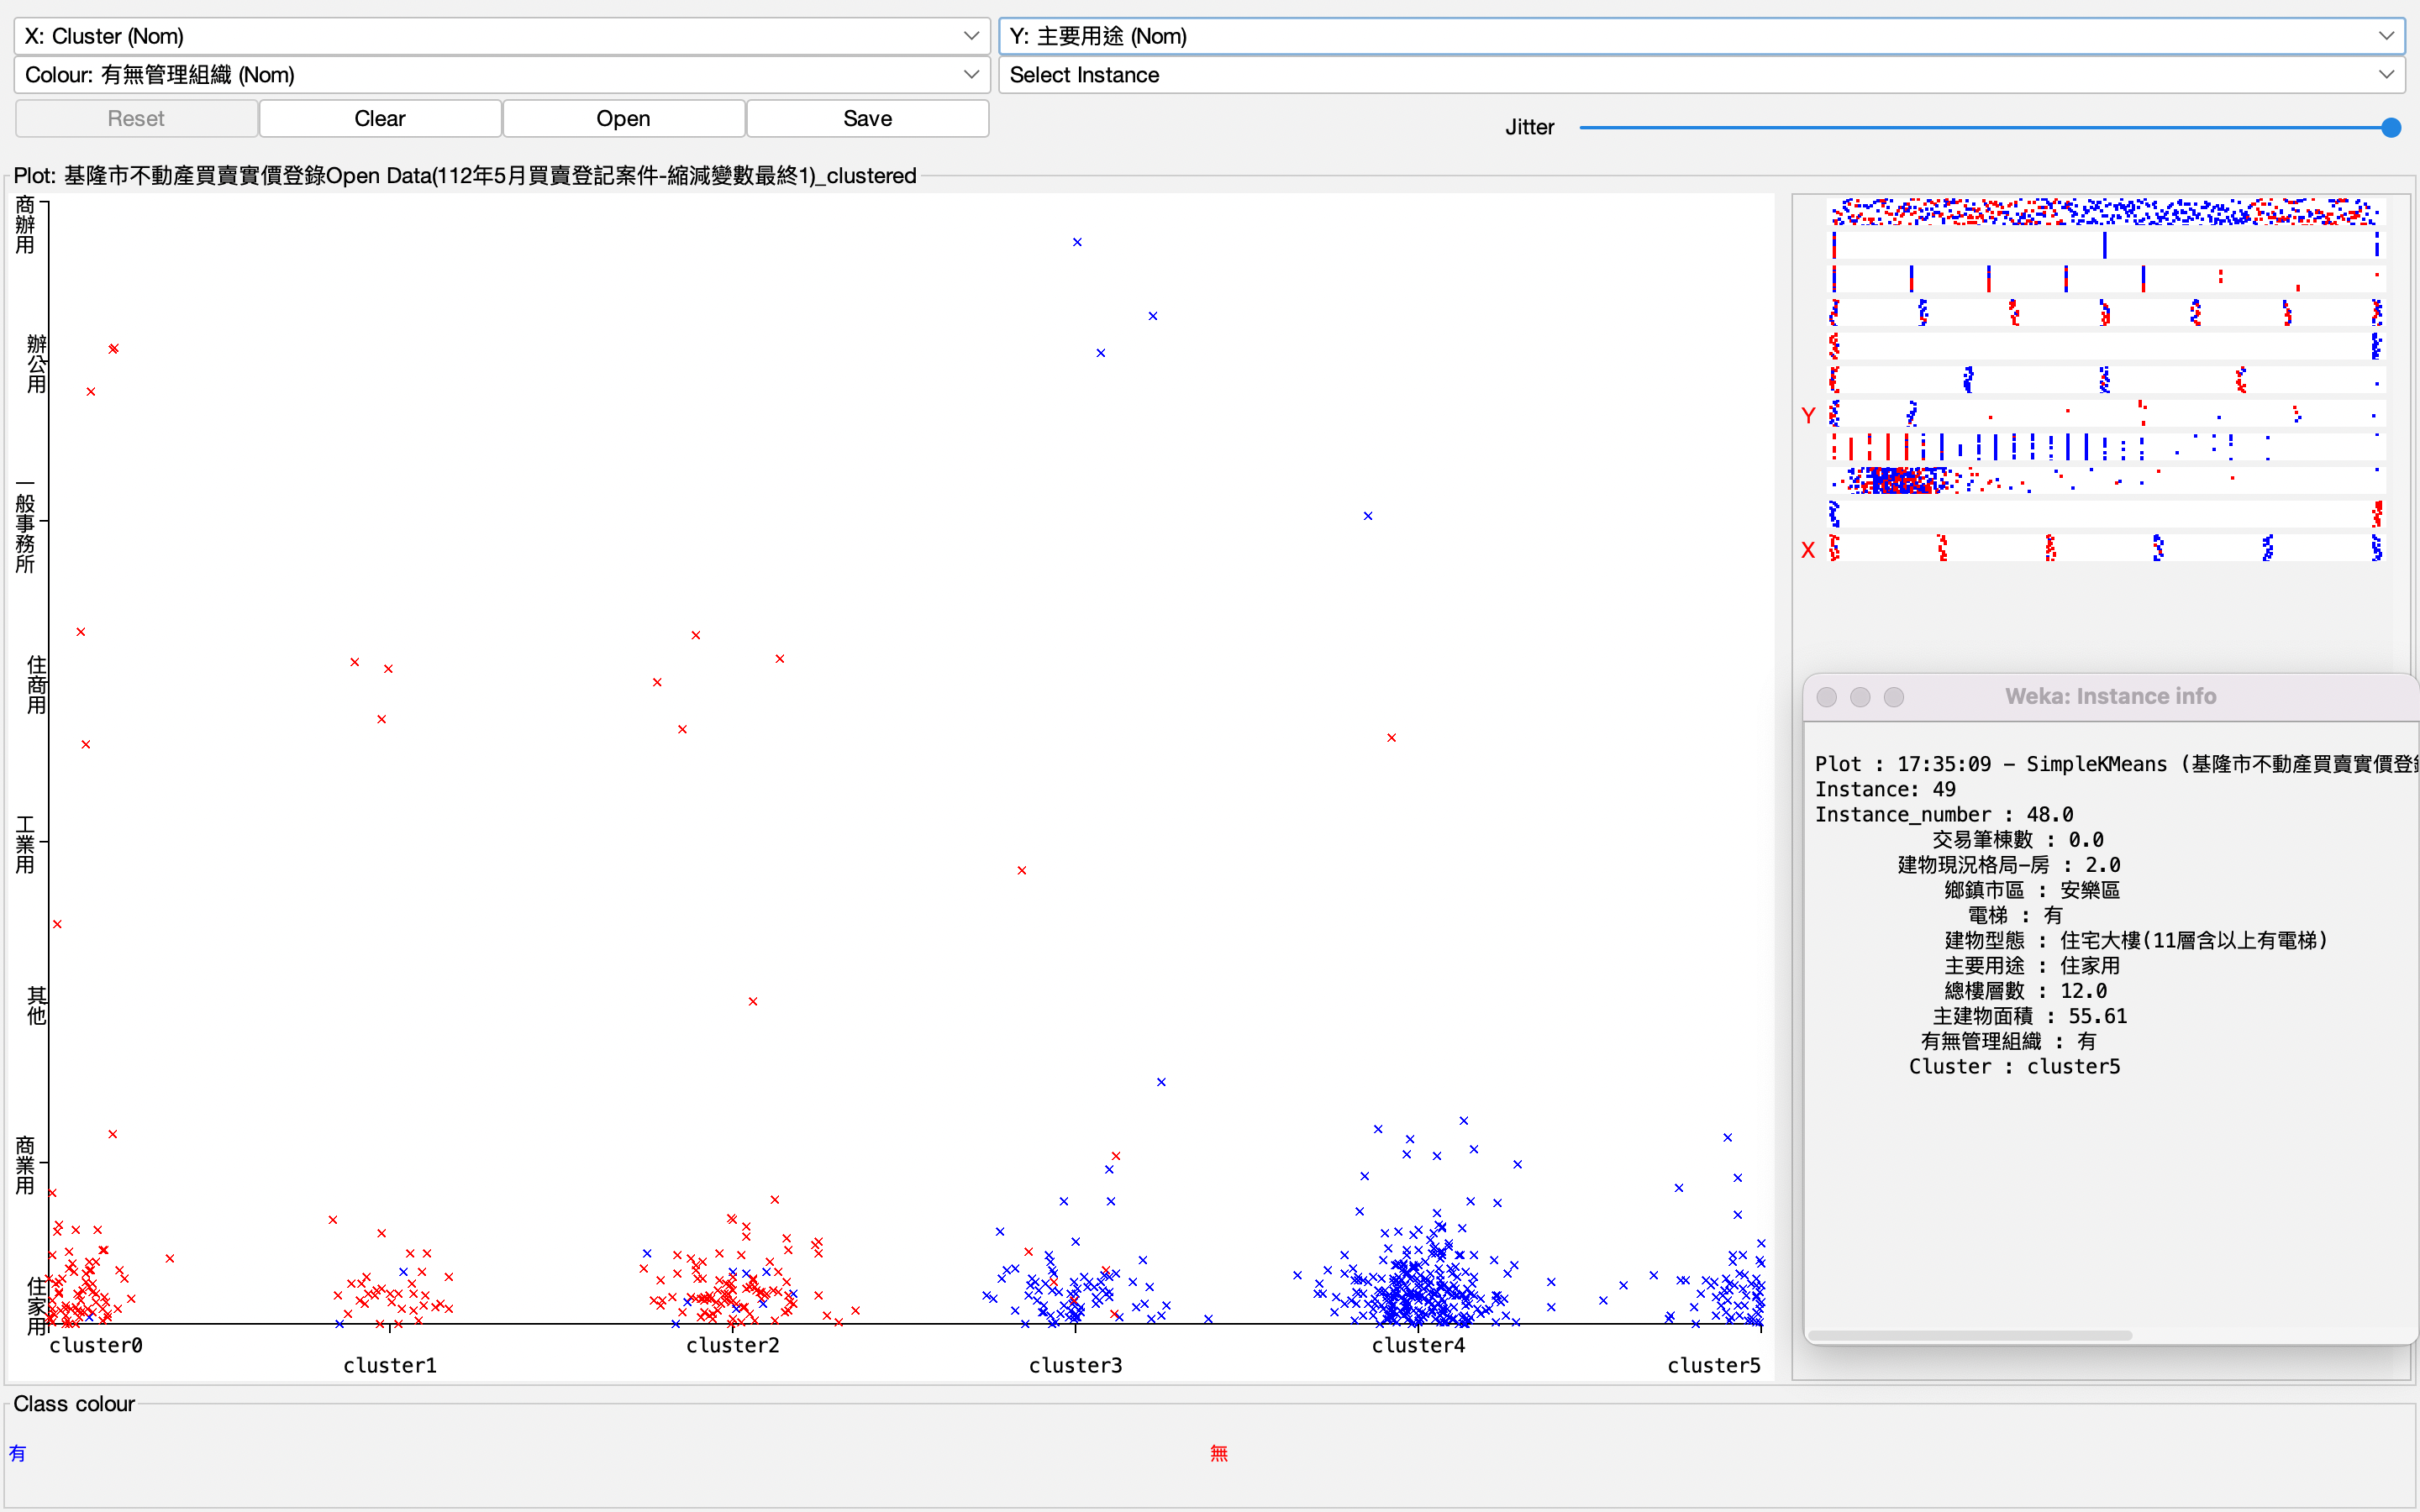 X: Cluster (Nom)
Y: 主要用途 (Nom)
Colour: 有無管理組織 (Nom)
Select Instance
Reset
Clear
Open
Save
Jitter
Plot: 基隆市不動產買賣實價登錄Open Data(112年5月買賣登記案件-縮減變數最終1)_clustered
商辦用
辦公用
一般事務所
住商用
工業用
其他
商業用
住家用
cluster0
cluster1
cluster2
cluster3
cluster4
cluster5
Y
X
Weka: Instance info
Plot : 17:35:09 - SimpleKMeans (基隆市不動產買賣實價登
Instance: 49
Instance_number : 48.0
交易筆棟數 : 0.0
建物現況格局-房 : 2.0
鄉鎮市區 : 安樂區
電梯 : 有
建物型態 : 住宅大樓(11層含以上有電梯)
主要用途 : 住家用
總樓層數 : 12.0
主建物面積 : 55.61
有無管理組織 : 有
Cluster : cluster5
Class colour
有
無